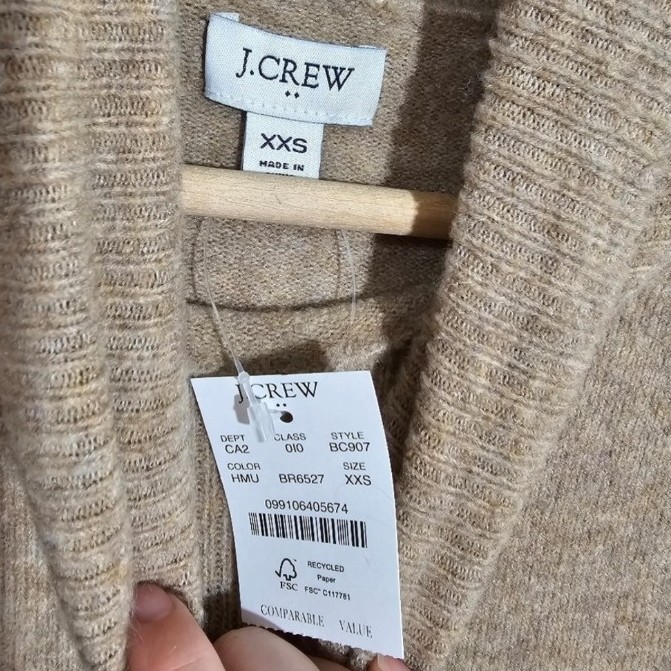 J.CREW
XXS
MADE IN
J.CREW
DEPT CLASS STYLE
CA2 0I0 BC907
COLOR SIZE
HMU BR6527 XXS
099106405674
RECYCLED
Paper
FSC
FSC® C117781
COMPARABLE VALUE